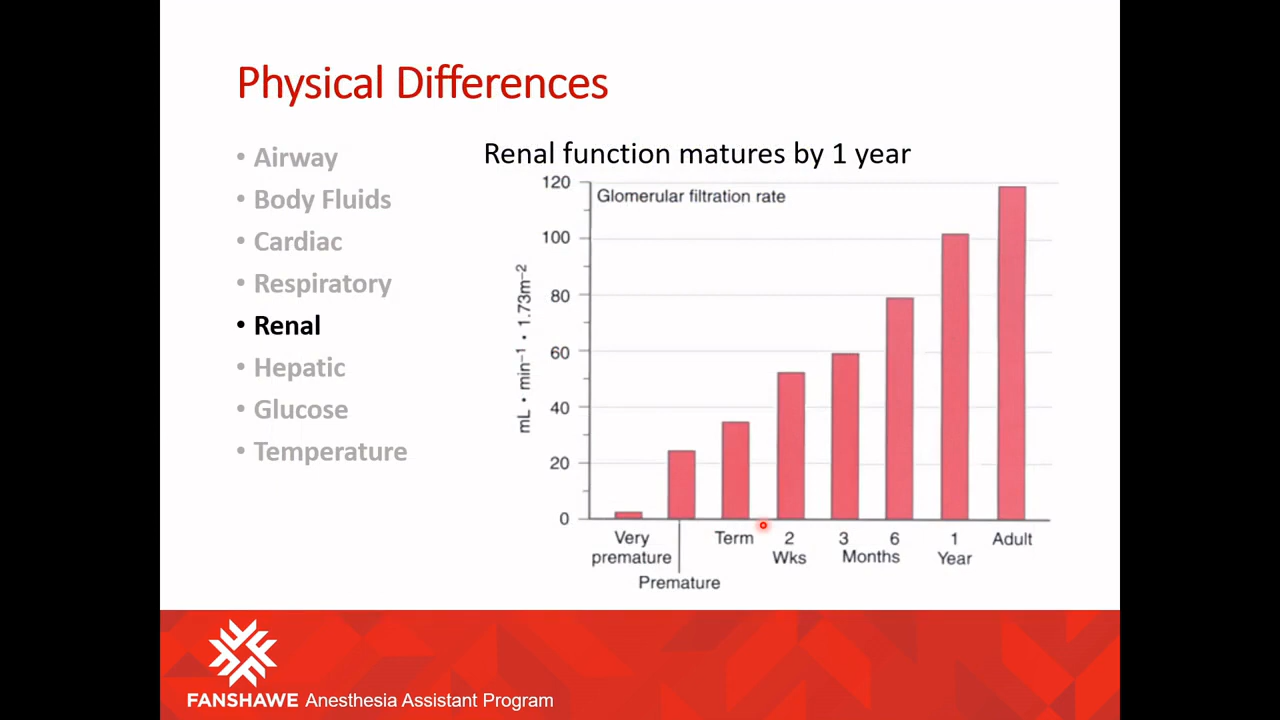 Physical Differences
• Airway
• Body Fluids
• Cardiac
• Respiratory
• Renal
• Hepatic
• Glucose
• Temperature
Renal function matures by 1 year
Glomerular filtration rate
mL • min⁻¹ • 1.73m⁻²
120
100
80
60
40
20
0
Very
premature
Premature
Term
2
Wks
3
6
Months
1
Year
Adult
FANSHAWE Anesthesia Assistant Program